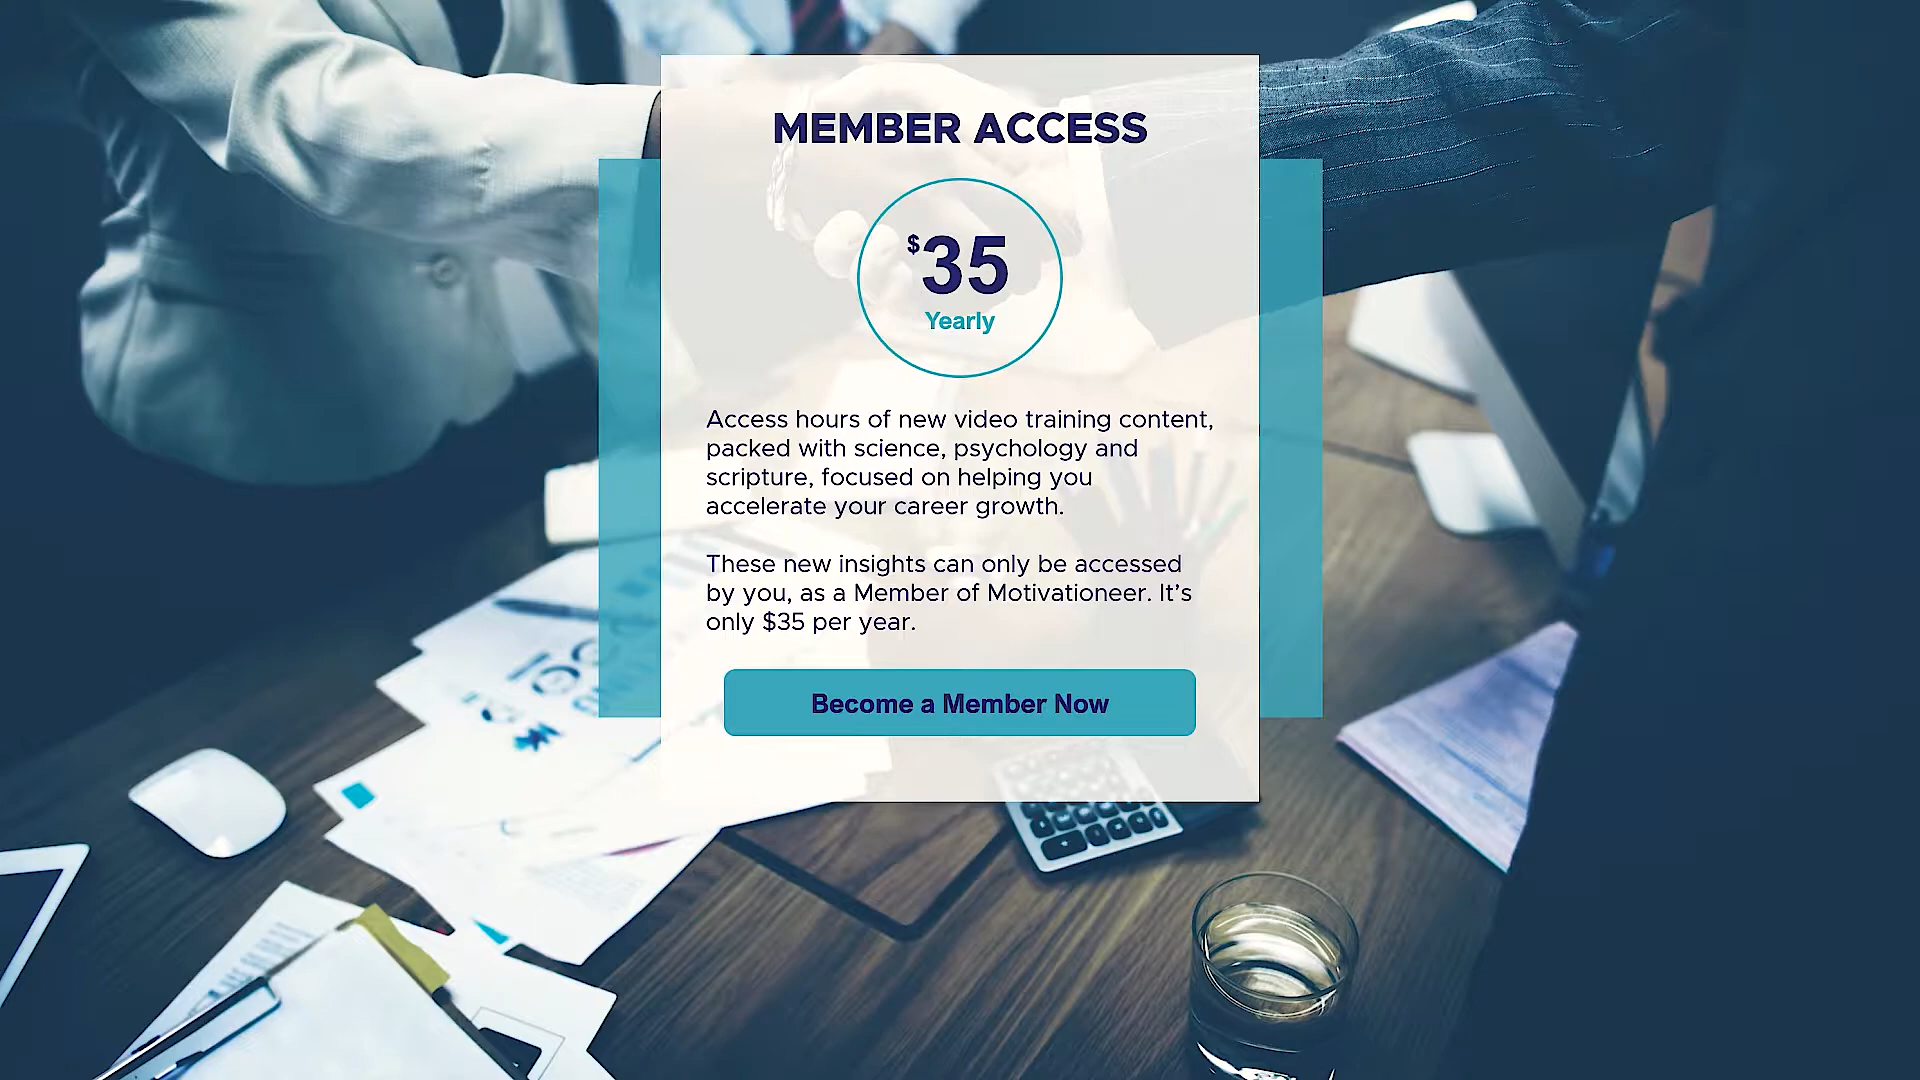 MEMBER ACCESS
$35
Yearly
Access hours of new video training content,
packed with science, psychology and
scripture, focused on helping you
accelerate your career growth.
These new insights can only be accessed
by you, as a Member of Motivationeer. It’s
only $35 per year.
Become a Member Now